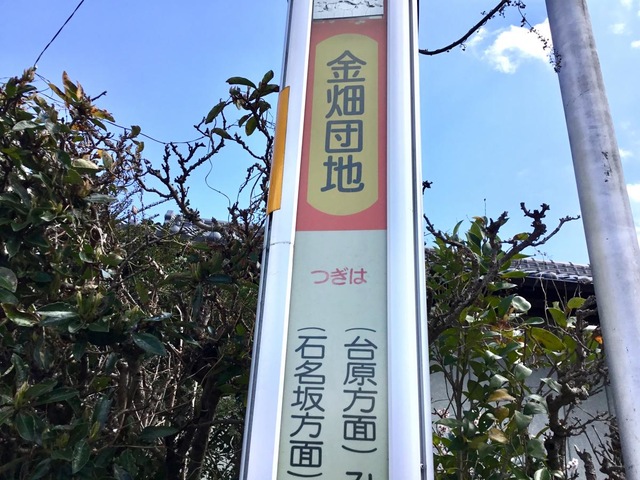 金畑団地
つぎは
（台原方面）
（石名坂方面）